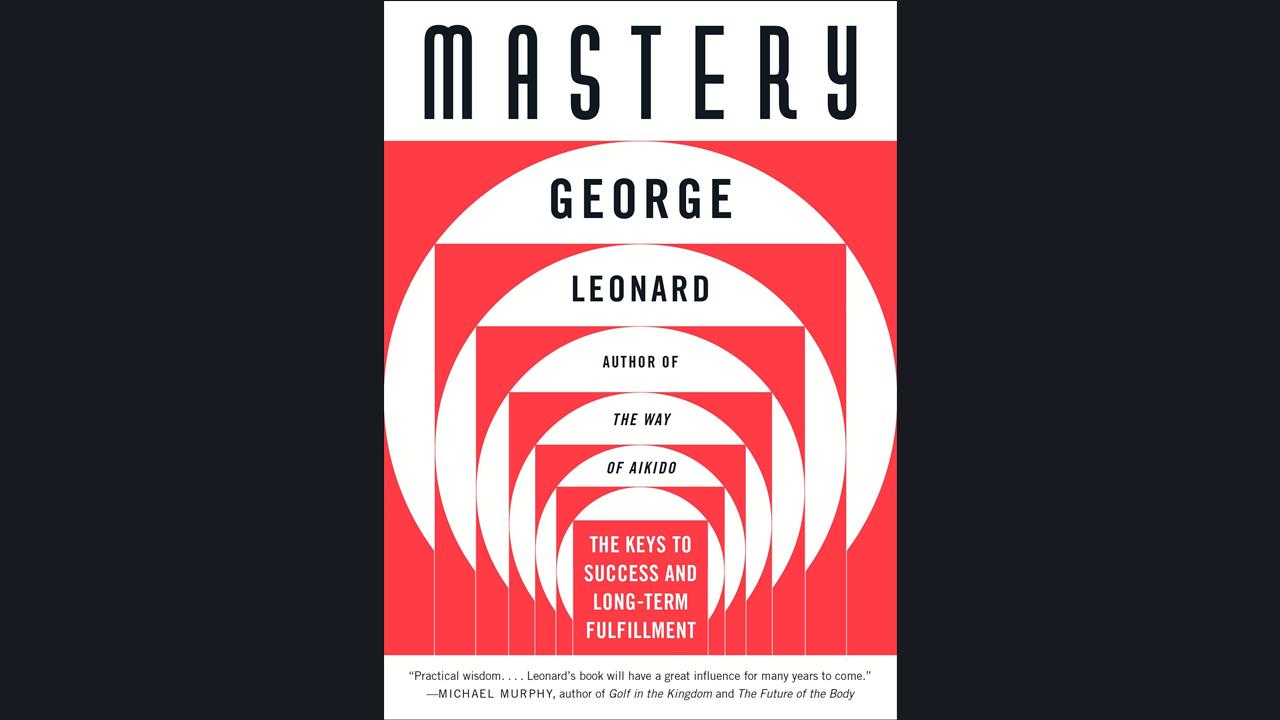 MASTERY
GEORGE
LEONARD
AUTHOR OF
THE WAY
OF AIKIDO
THE KEYS TO
SUCCESS AND
LONG-TERM
FULFILLMENT
“Practical wisdom. . . . Leonard’s book will have a great influence for many years to come.”
—MICHAEL MURPHY, author of Golf in the Kingdom and The Future of the Body